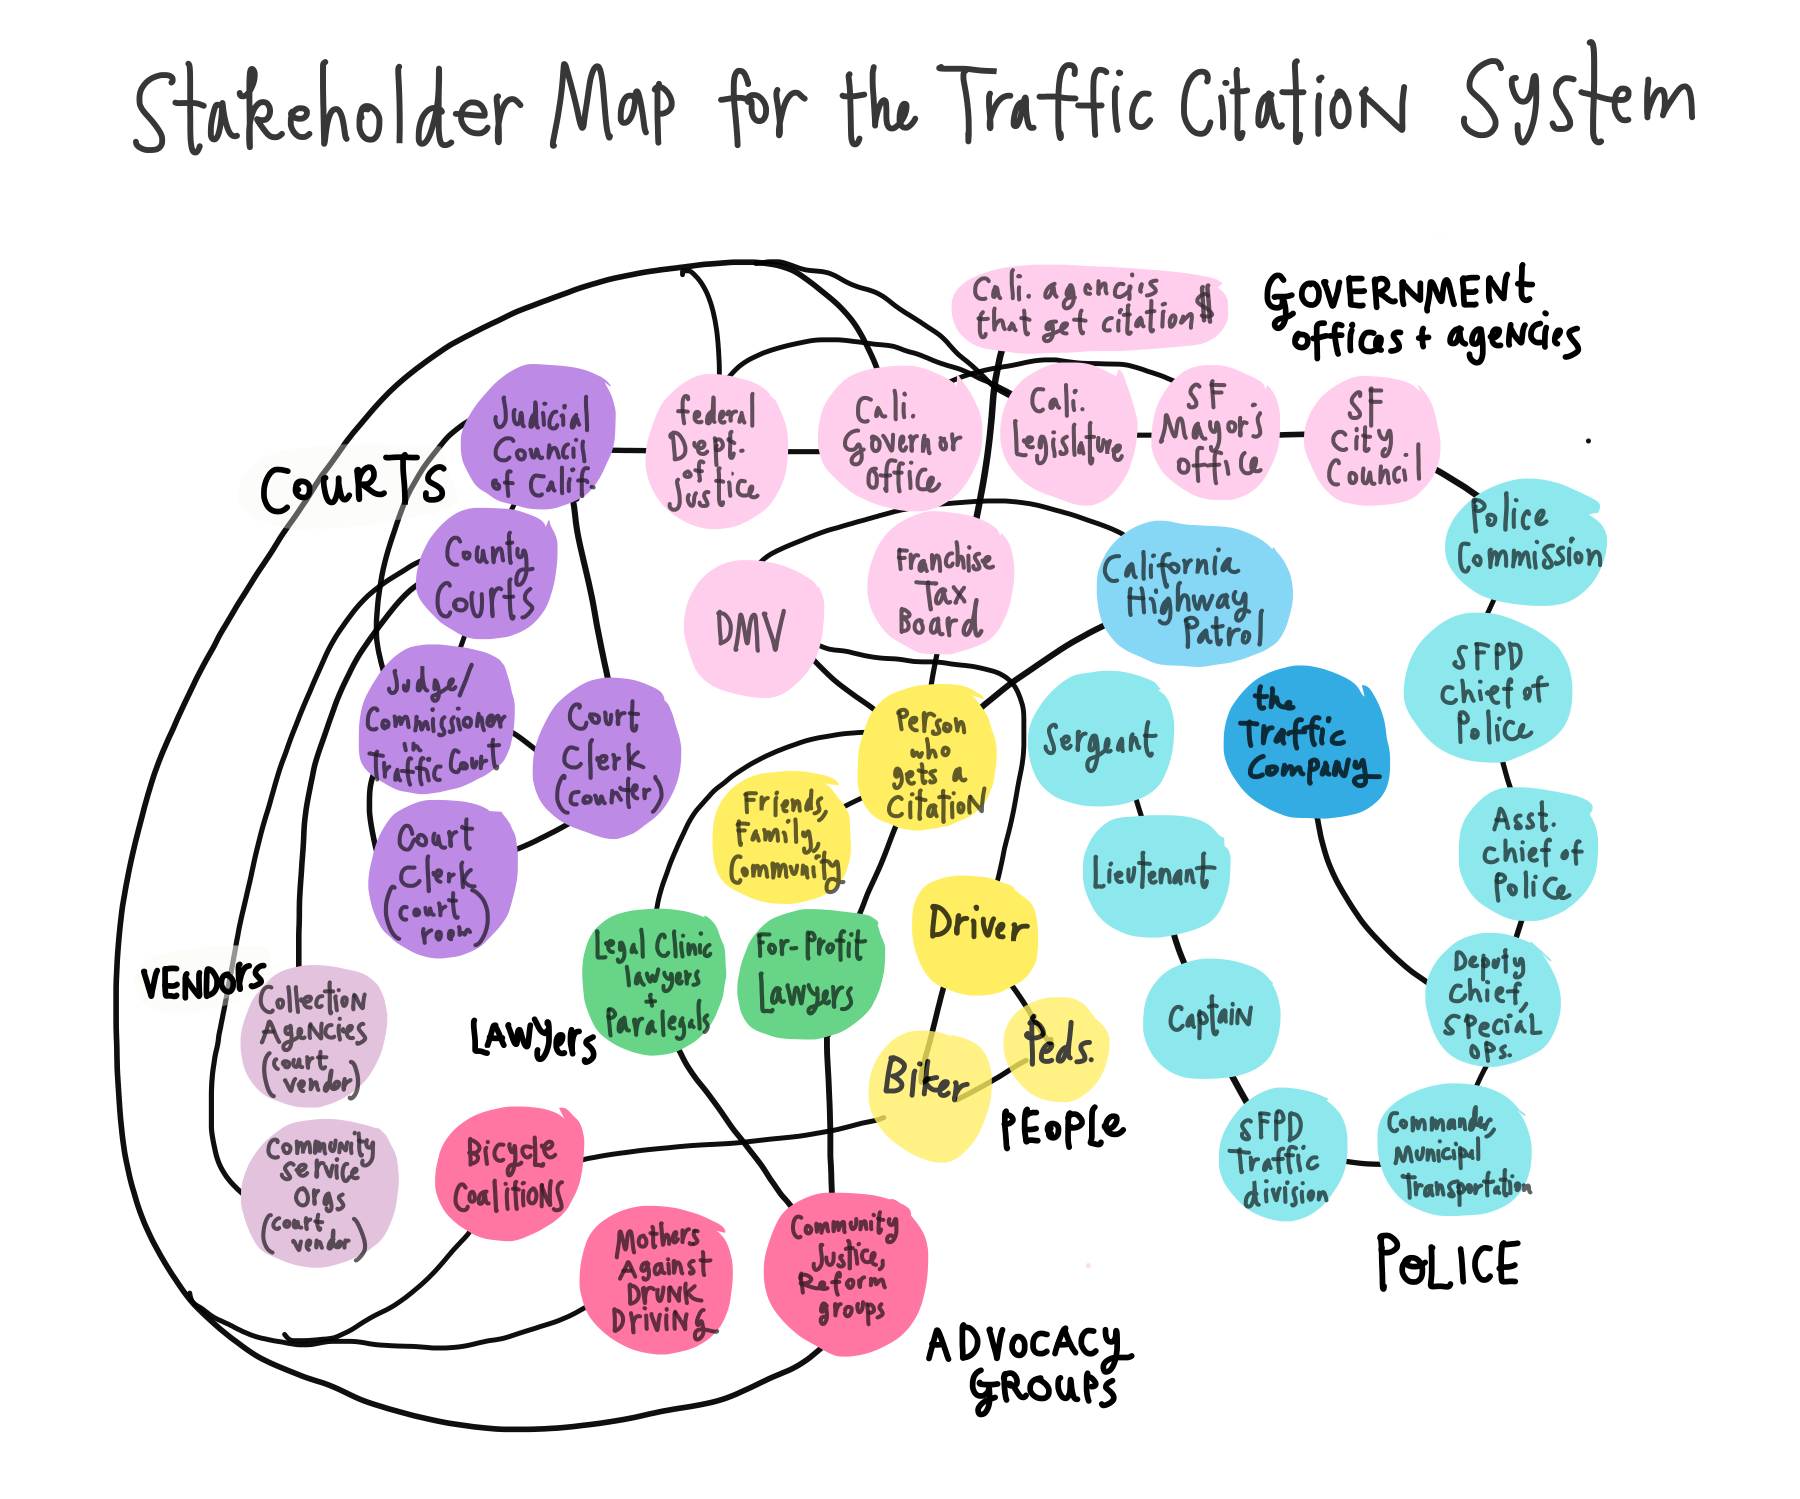 Stakeholder Map for the Traffic Citation System
Cali. agencies
that get citation $
GOVERNMENT
offices + agencies
Judicial
Council
of Calif.
federal
Dept.
of
Justice
Cali.
Governor
office
Cali.
Legislature
SF
Mayor's
office
SF
City
Council
COURTS
Police
Commission
County
Courts
DMV
Franchise
Tax
Board
California
Highway
Patrol
SFPD
chief of
Police
Judge/
Commissioner
in
Traffic Court
Court
Clerk
(counter)
Person
who
gets a
Citation
Sergeant
the
Traffic
Company
Friends,
Family,
Community
Asst.
chief of
Police
Court
Clerk
(court
room)
Lieutenant
Driver
VENDORS
Collection
Agencies
(court
vendor)
LAWYERS
Legal Clinic
lawyers
+
Paralegals
For-Profit
Lawyers
Captain
Deputy
Chief,
Special
ops.
Biker
Peds.
PEOPLE
Community
Service
Orgs
(court
vendor)
Bicycle
Coalitions
SFPD
Traffic
division
Commander,
Municipal
Transportation
Mothers
Against
Drunk
Driving
Community
Justice,
Reform
groups
POLICE
ADVOCACY
GROUPS